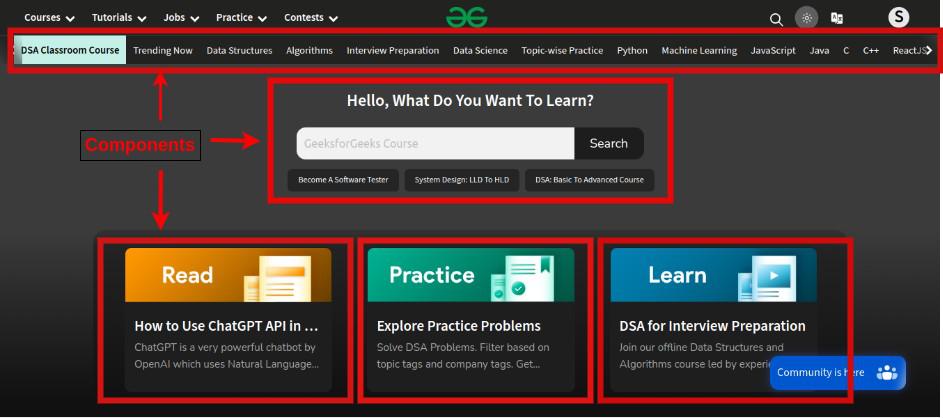 Courses Tutorials Jobs Practice Contests S
DSA Classroom Course Trending Now Data Structures Algorithms Interview Preparation Data Science Topic-wise Practice Python Machine Learning JavaScript Java C C++ ReactJS
Hello, What Do You Want To Learn?
Components
GeeksforGeeks Course Search
Become A Software Tester System Design: LLD To HLD DSA: Basic To Advanced Course
Read Practice Learn
How to Use ChatGPT API in ...
ChatGPT is a very powerful chatbot by
OpenAI which uses Natural Language...
Explore Practice Problems
Solve DSA Problems. Filter based on
topic tags and company tags. Get...
DSA for Interview Preparation
Join our offline Data Structures and
Algorithms course led by
Community is here